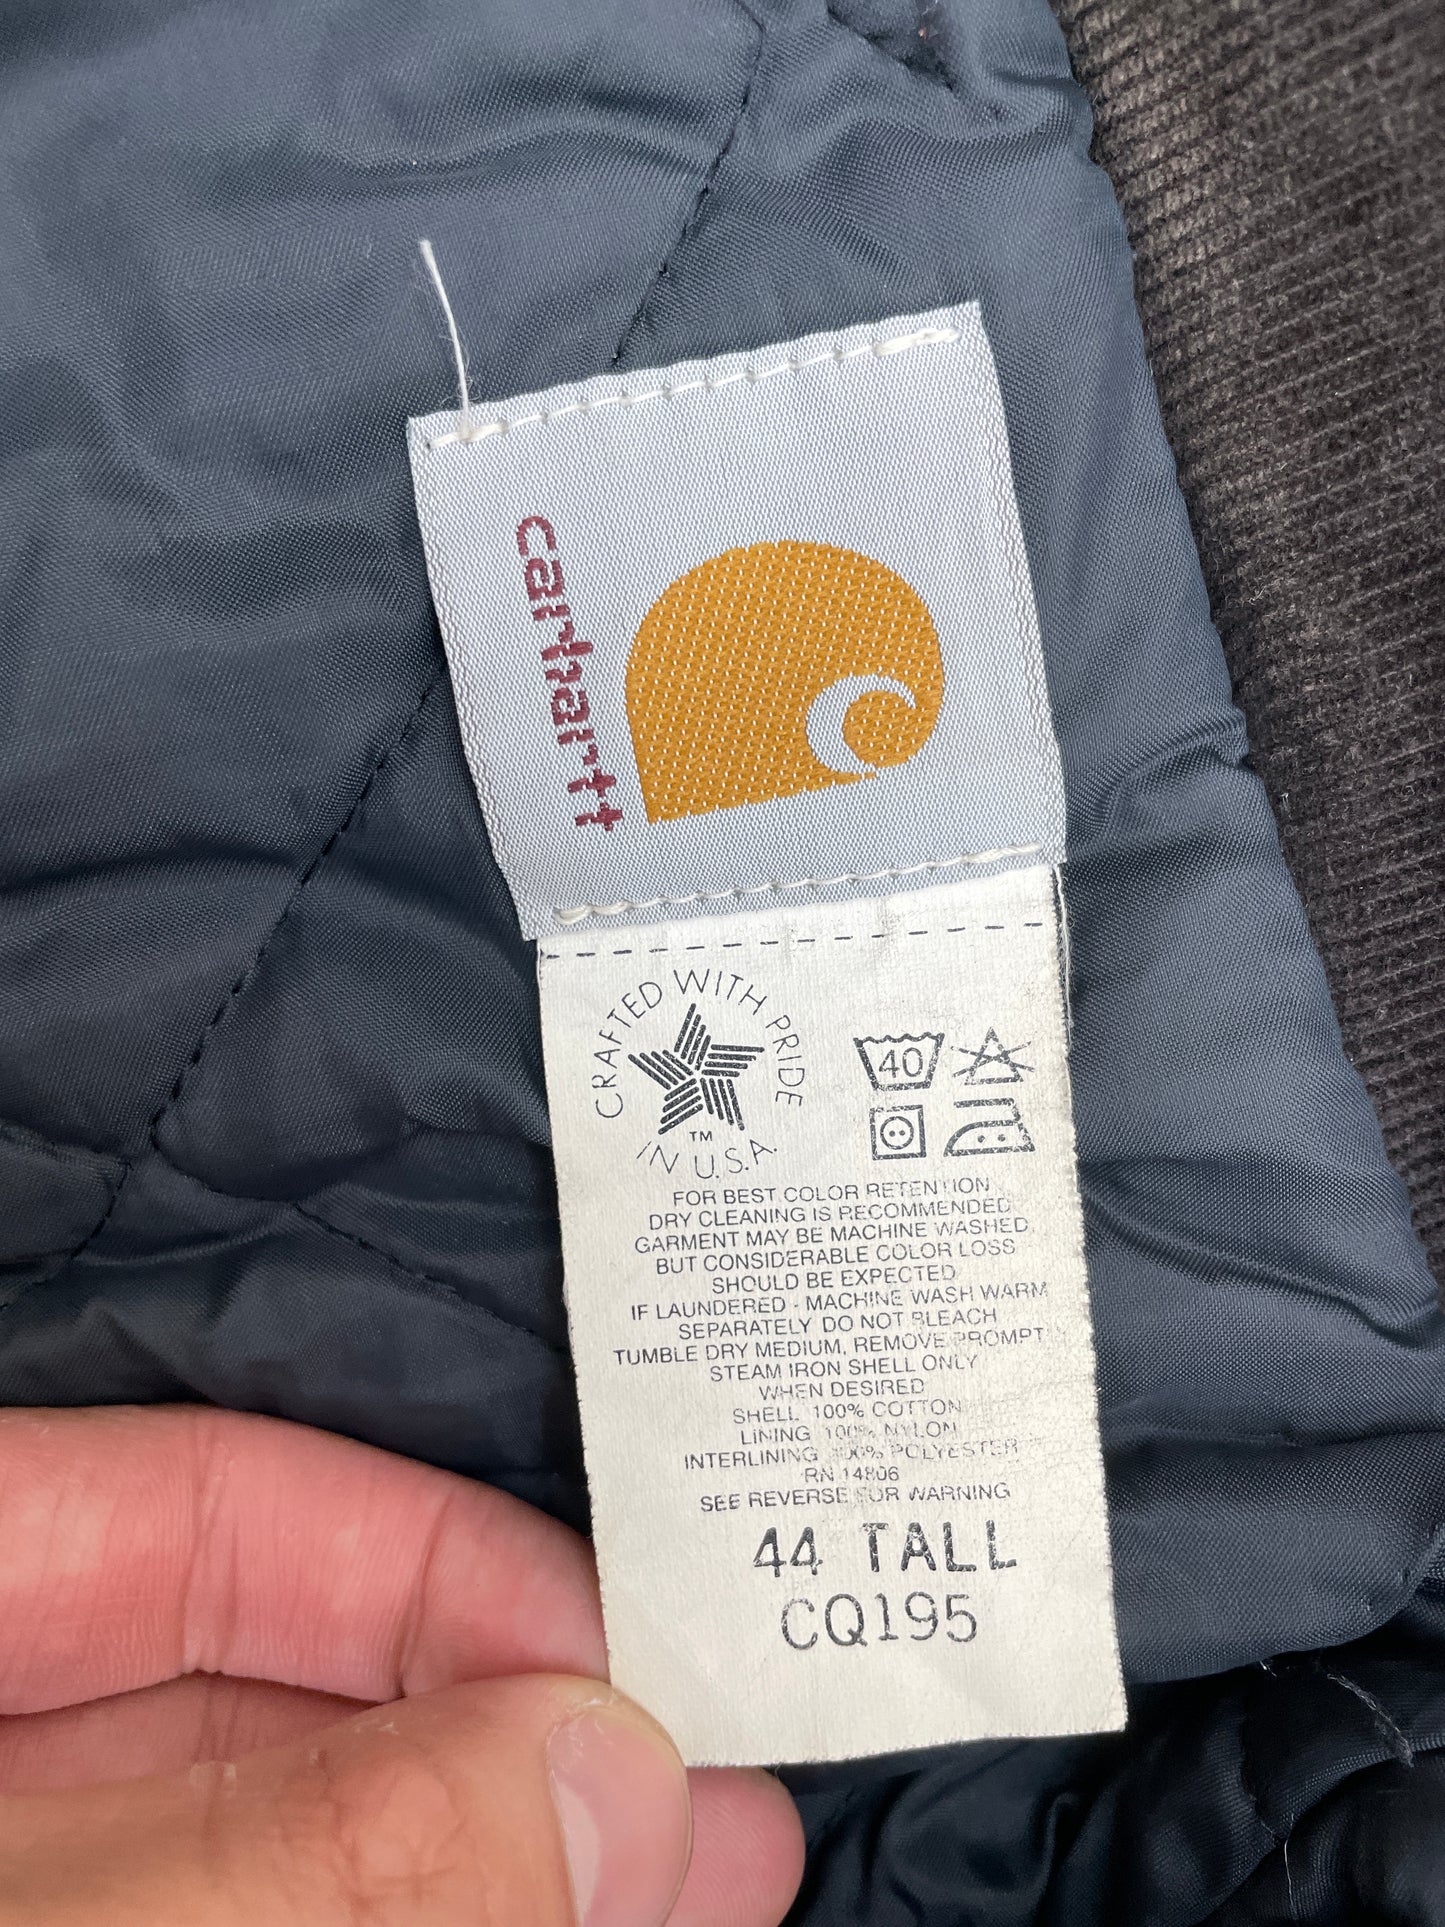 carhartt
CRAFTED WITH PRIDE
TM
IN U.S.A.
40
FOR BEST COLOR RETENTION
DRY CLEANING IS RECOMMENDED
GARMENT MAY BE MACHINE WASHED,
BUT CONSIDERABLE COLOR LOSS
SHOULD BE EXPECTED
IF LAUNDERED - MACHINE WASH WARM
SEPARATELY DO NOT BLEACH
TUMBLE DRY MEDIUM, REMOVE PROMPT
STEAM IRON SHELL ONLY
WHEN DESIRED
SHELL 100% COTTON
LINING 100% NYLON
INTERLINING 100% POLYESTER
RN 14806
SEE REVERSE FOR WARNING
44 TALL
CQ195